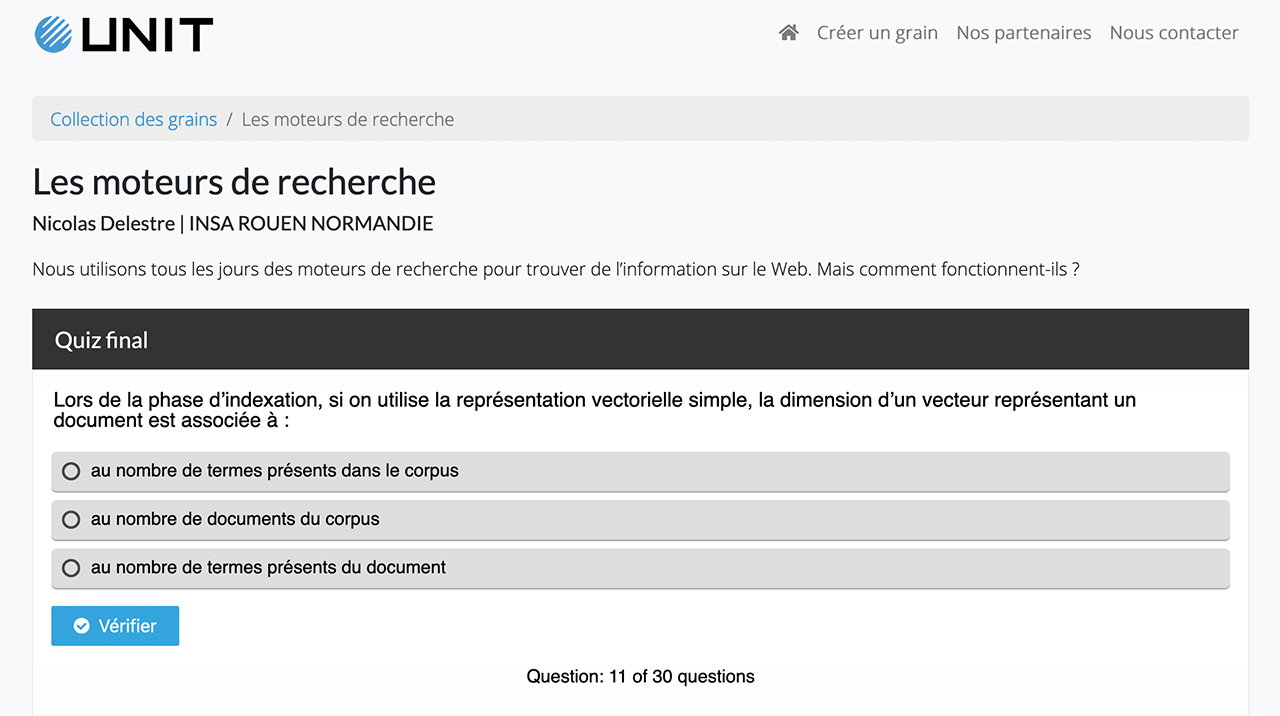 UNIT
Créer un grain Nos partenaires Nous contacter
Collection des grains / Les moteurs de recherche
Les moteurs de recherche
Nicolas Delestre | INSA ROUEN NORMANDIE
Nous utilisons tous les jours des moteurs de recherche pour trouver de l’information sur le Web. Mais comment fonctionnent-ils ?
Quiz final
Lors de la phase d’indexation, si on utilise la représentation vectorielle simple, la dimension d’un vecteur représentant un
document est associée à :
au nombre de termes présents dans le corpus
au nombre de documents du corpus
au nombre de termes présents du document
Vérifier
Question: 11 of 30 questions